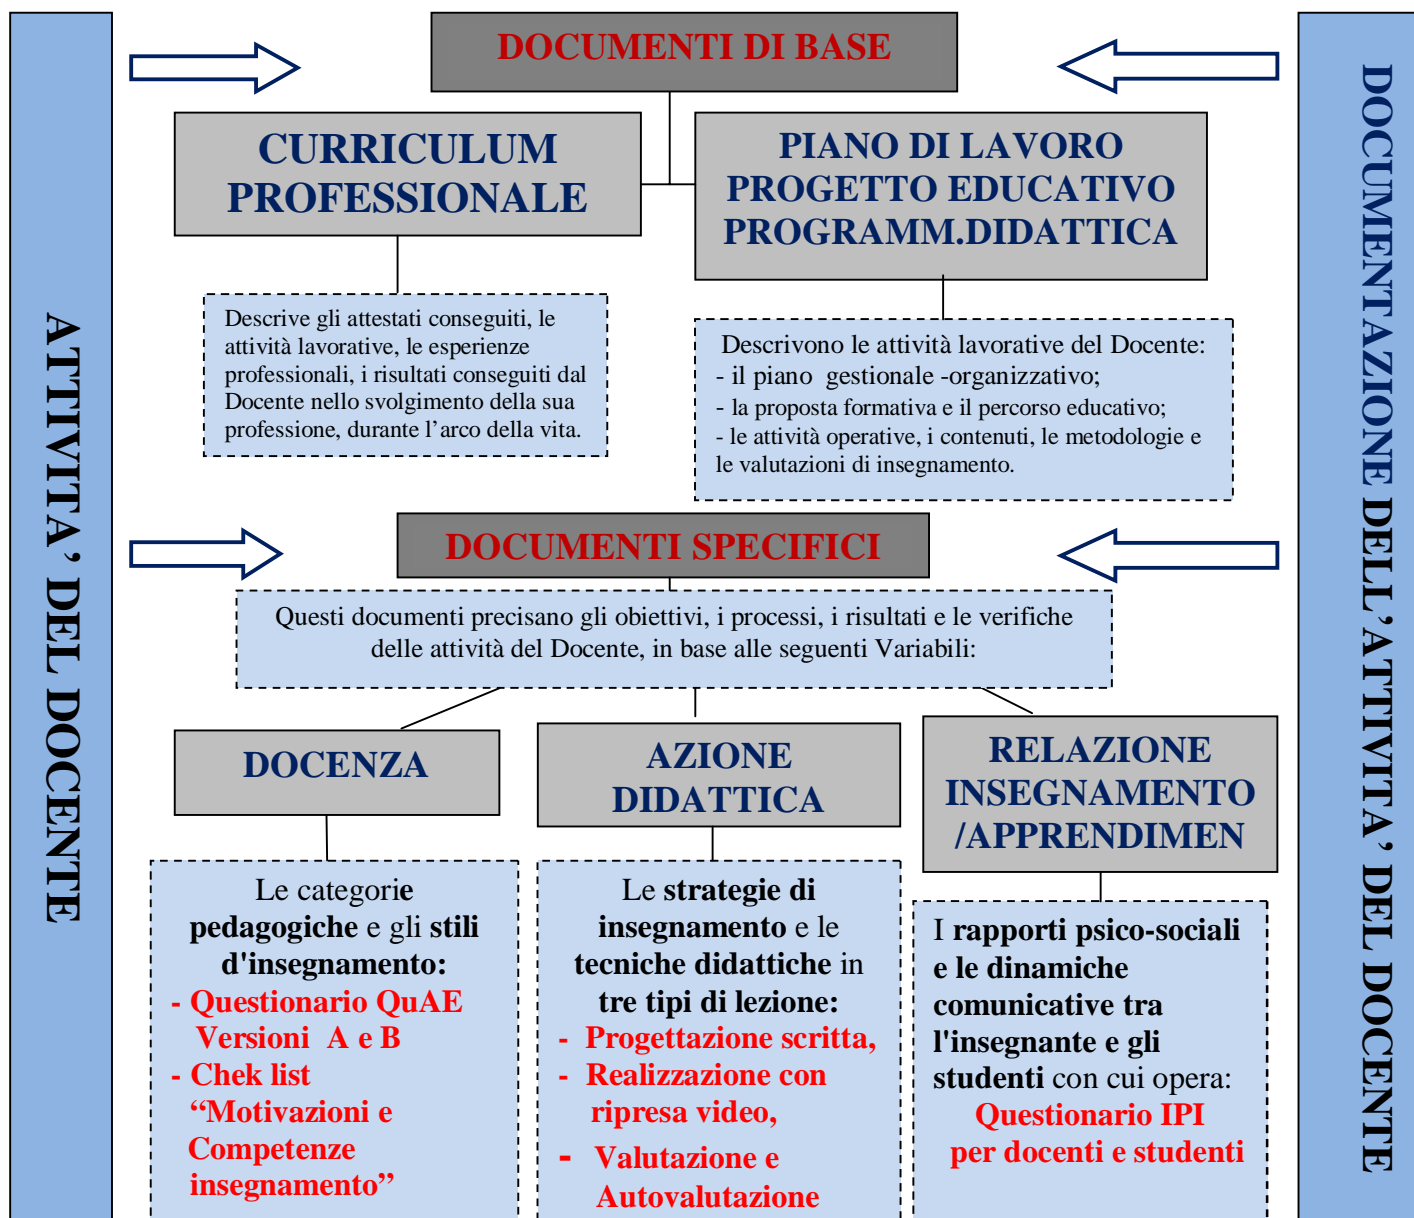 ATTIVITA’ DEL DOCENTE
DOCUMENTI DI BASE
CURRICULUM
PROFESSIONALE
PIANO DI LAVORO
PROGETTO EDUCATIVO
PROGRAMM.DIDATTICA
Descrive gli attestati conseguiti, le
attività lavorative, le esperienze
professionali, i risultati conseguiti dal
Docente nello svolgimento della sua
professione, durante l’arco della vita.
Descrivono le attività lavorative del Docente:
- il piano gestionale -organizzativo;
- la proposta formativa e il percorso educativo;
- le attività operative, i contenuti, le metodologie e
le valutazioni di insegnamento.
DOCUMENTI SPECIFICI
Questi documenti precisano gli obiettivi, i processi, i risultati e le verifiche
delle attività del Docente, in base alle seguenti Variabili:
DOCENZA
AZIONE
DIDATTICA
RELAZIONE
INSEGNAMENTO
/APPRENDIMEN
Le categorie
pedagogiche e gli stili
d'insegnamento:
- Questionario QuAE
Versioni A e B
- Chek list
“Motivazioni e
Competenze
insegnamento”
Le strategie di
insegnamento e le
tecniche didattiche in
tre tipi di lezione:
- Progettazione scritta,
- Realizzazione con
ripresa video,
- Valutazione e
Autovalutazione
I rapporti psico-sociali
e le dinamiche
comunicative tra
l'insegnante e gli
studenti con cui opera:
Questionario IPI
per docenti e studenti
DOCUMENTAZIONE DELL’ATTIVITA’ DEL DOCENTE